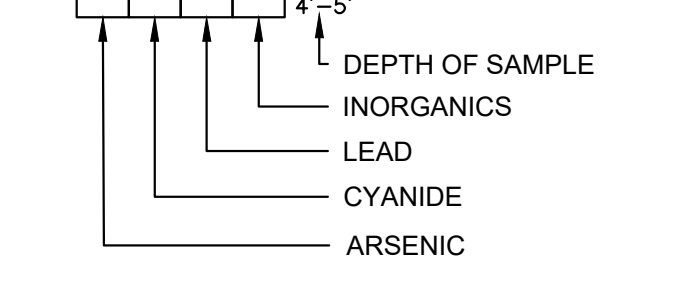 4'-5'
DEPTH OF SAMPLE
INORGANICS
LEAD
CYANIDE
ARSENIC